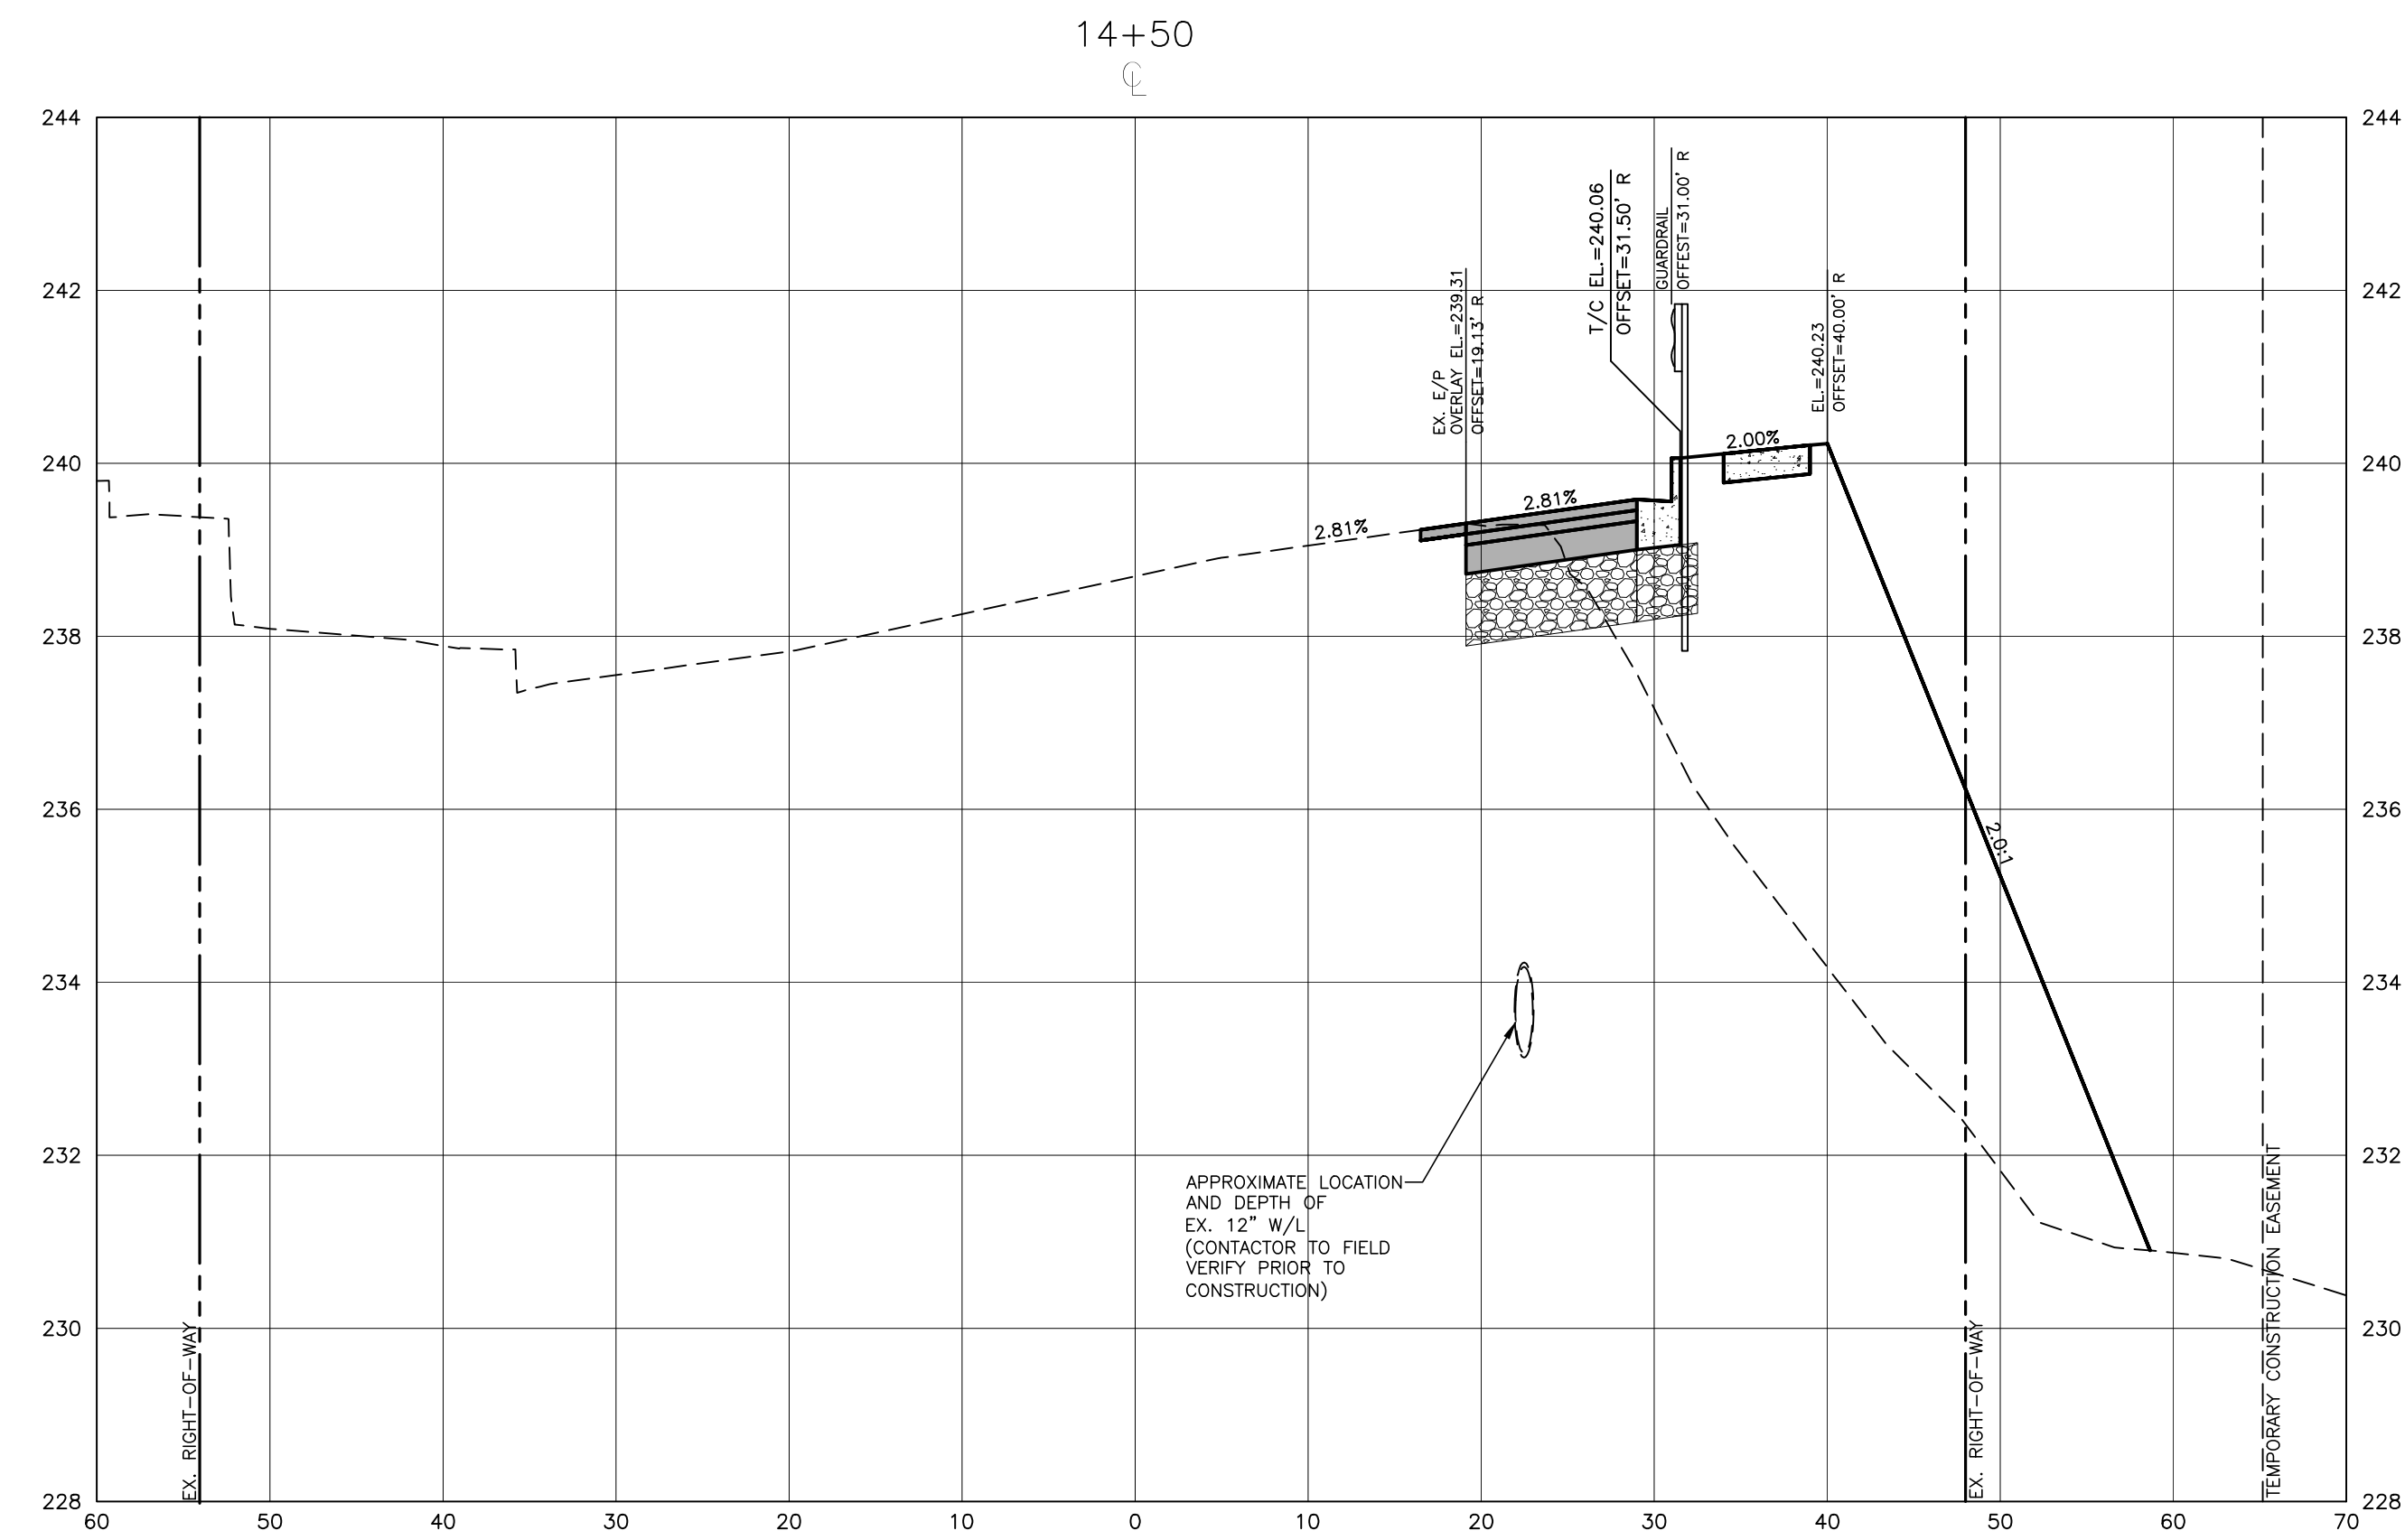 14+50
℄
244
244
242
242
240
240
238
238
236
236
234
234
232
232
230
230
228
228
60
50
40
30
20
10
0
10
20
30
40
50
60
70
EX. RIGHT-OF-WAY
2.81%
EX. E/P
OVERLAY EL.=239.31
OFFSET=19.13' R
2.81%
T/C EL.=240.06
OFFSET=31.50' R
GUARDRAIL
OFFEST=31.00' R
2.00%
EL.=240.23
OFFSET=40.00' R
2.0:1
APPROXIMATE LOCATION
AND DEPTH OF
EX. 12" W/L
(CONTACTOR TO FIELD
VERIFY PRIOR TO
CONSTRUCTION)
EX. RIGHT-OF-WAY
TEMPORARY CONSTRUCTION EASEMENT